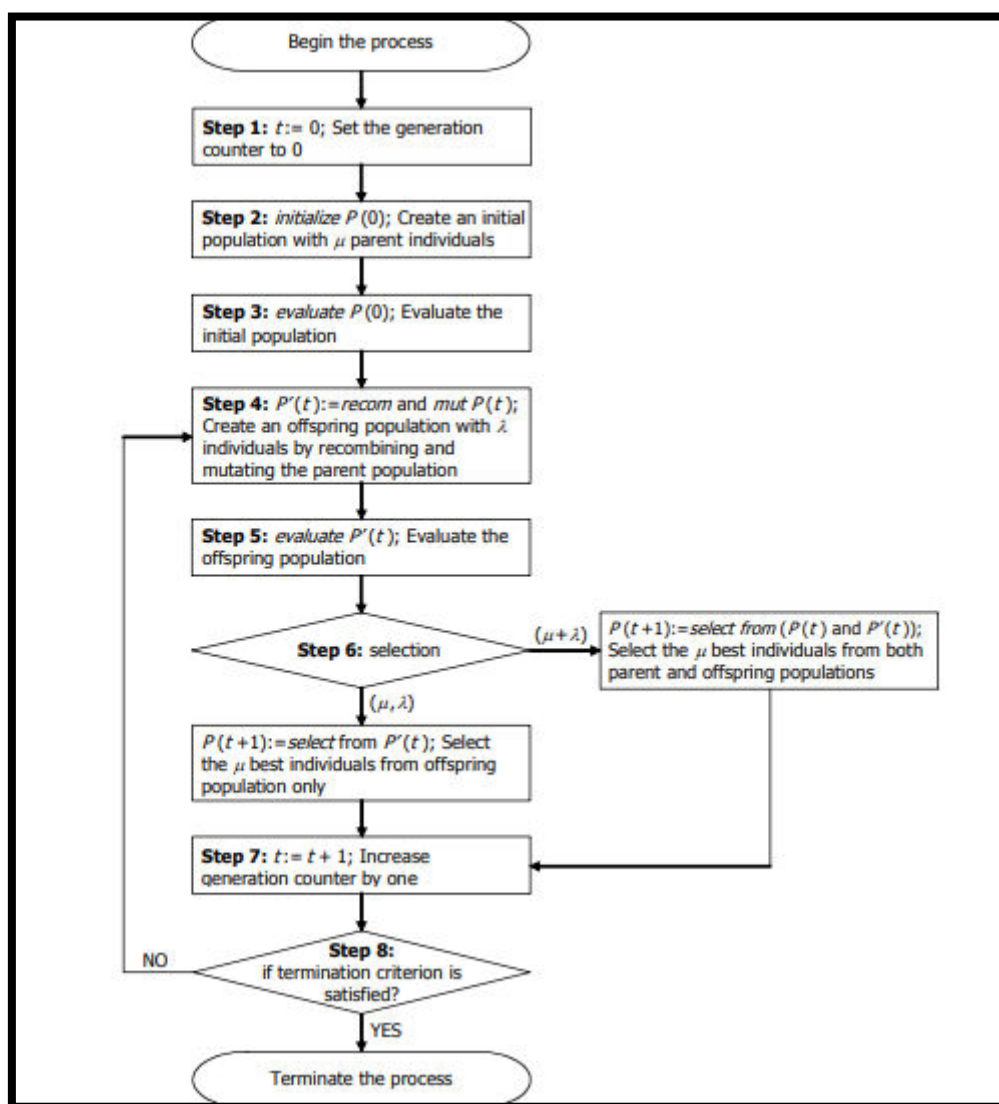 Begin the process
Step 1: t:= 0; Set the generation
counter to 0
Step 2: initialize P (0); Create an initial
population with μ parent individuals
Step 3: evaluate P(0); Evaluate the
initial population
Step 4: P′(t):=recom and mut P(t);
Create an offspring population with λ
individuals by recombining and
mutating the parent population
Step 5: evaluate P′(t); Evaluate the
offspring population
Step 6: selection
(μ+λ)
P(t+1):=select from (P(t) and P′(t));
Select the μ best individuals from both
parent and offspring populations
(μ,λ)
P(t+1):=select from P′(t); Select
the μ best individuals from offspring
population only
Step 7: t:= t + 1; Increase
generation counter by one
Step 8:
if termination criterion is
satisfied?
NO
YES
Terminate the process